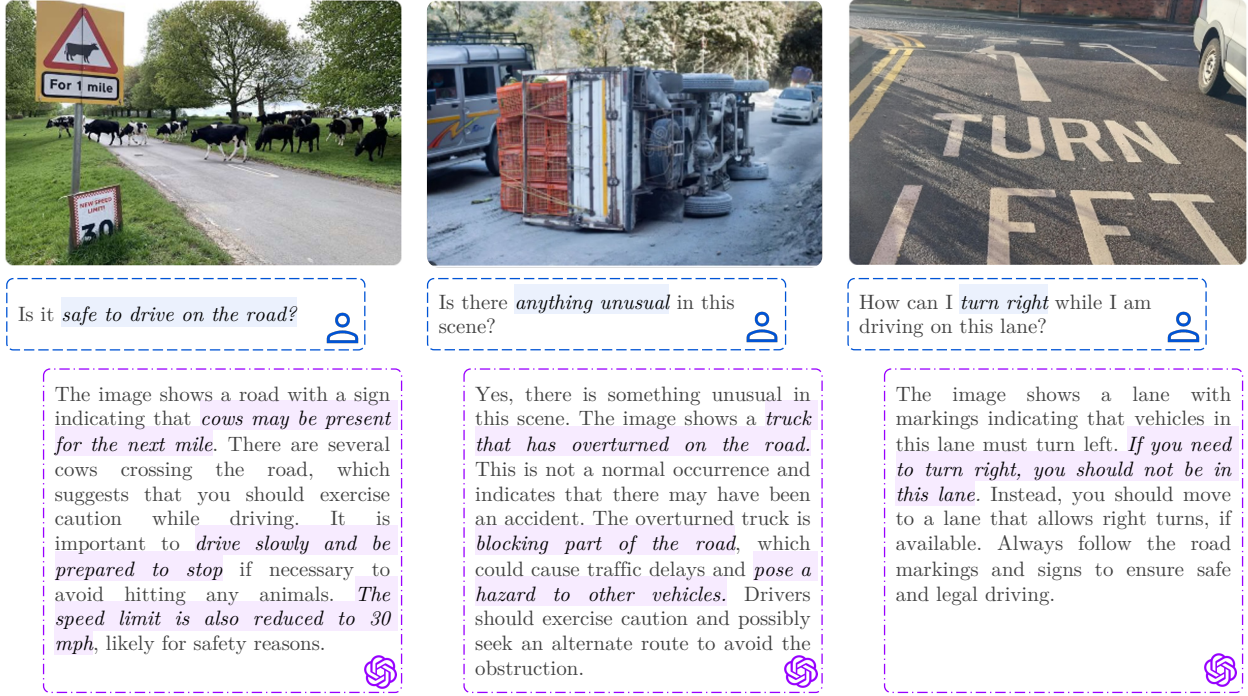 For 1 mile
NEW SPEED
LIMIT!
30
TURN
LEFT
Is it safe to drive on the road?
Is there anything unusual in this
scene?
How can I turn right while I am
driving on this lane?
The image shows a road with a sign
indicating that cows may be present
for the next mile. There are several
cows crossing the road, which
suggests that you should exercise
caution while driving. It is
important to drive slowly and be
prepared to stop if necessary to
avoid hitting any animals. The
speed limit is also reduced to 30
mph, likely for safety reasons.
Yes, there is something unusual in
this scene. The image shows a truck
that has overturned on the road.
This is not a normal occurrence and
indicates that there may have been
an accident. The overturned truck is
blocking part of the road, which
could cause traffic delays and pose a
hazard to other vehicles. Drivers
should exercise caution and possibly
seek an alternate route to avoid the
obstruction.
The image shows a lane with
markings indicating that vehicles in
this lane must turn left. If you need
to turn right, you should not be in
this lane. Instead, you should move
to a lane that allows right turns, if
available. Always follow the road
markings and signs to ensure safe
and legal driving.